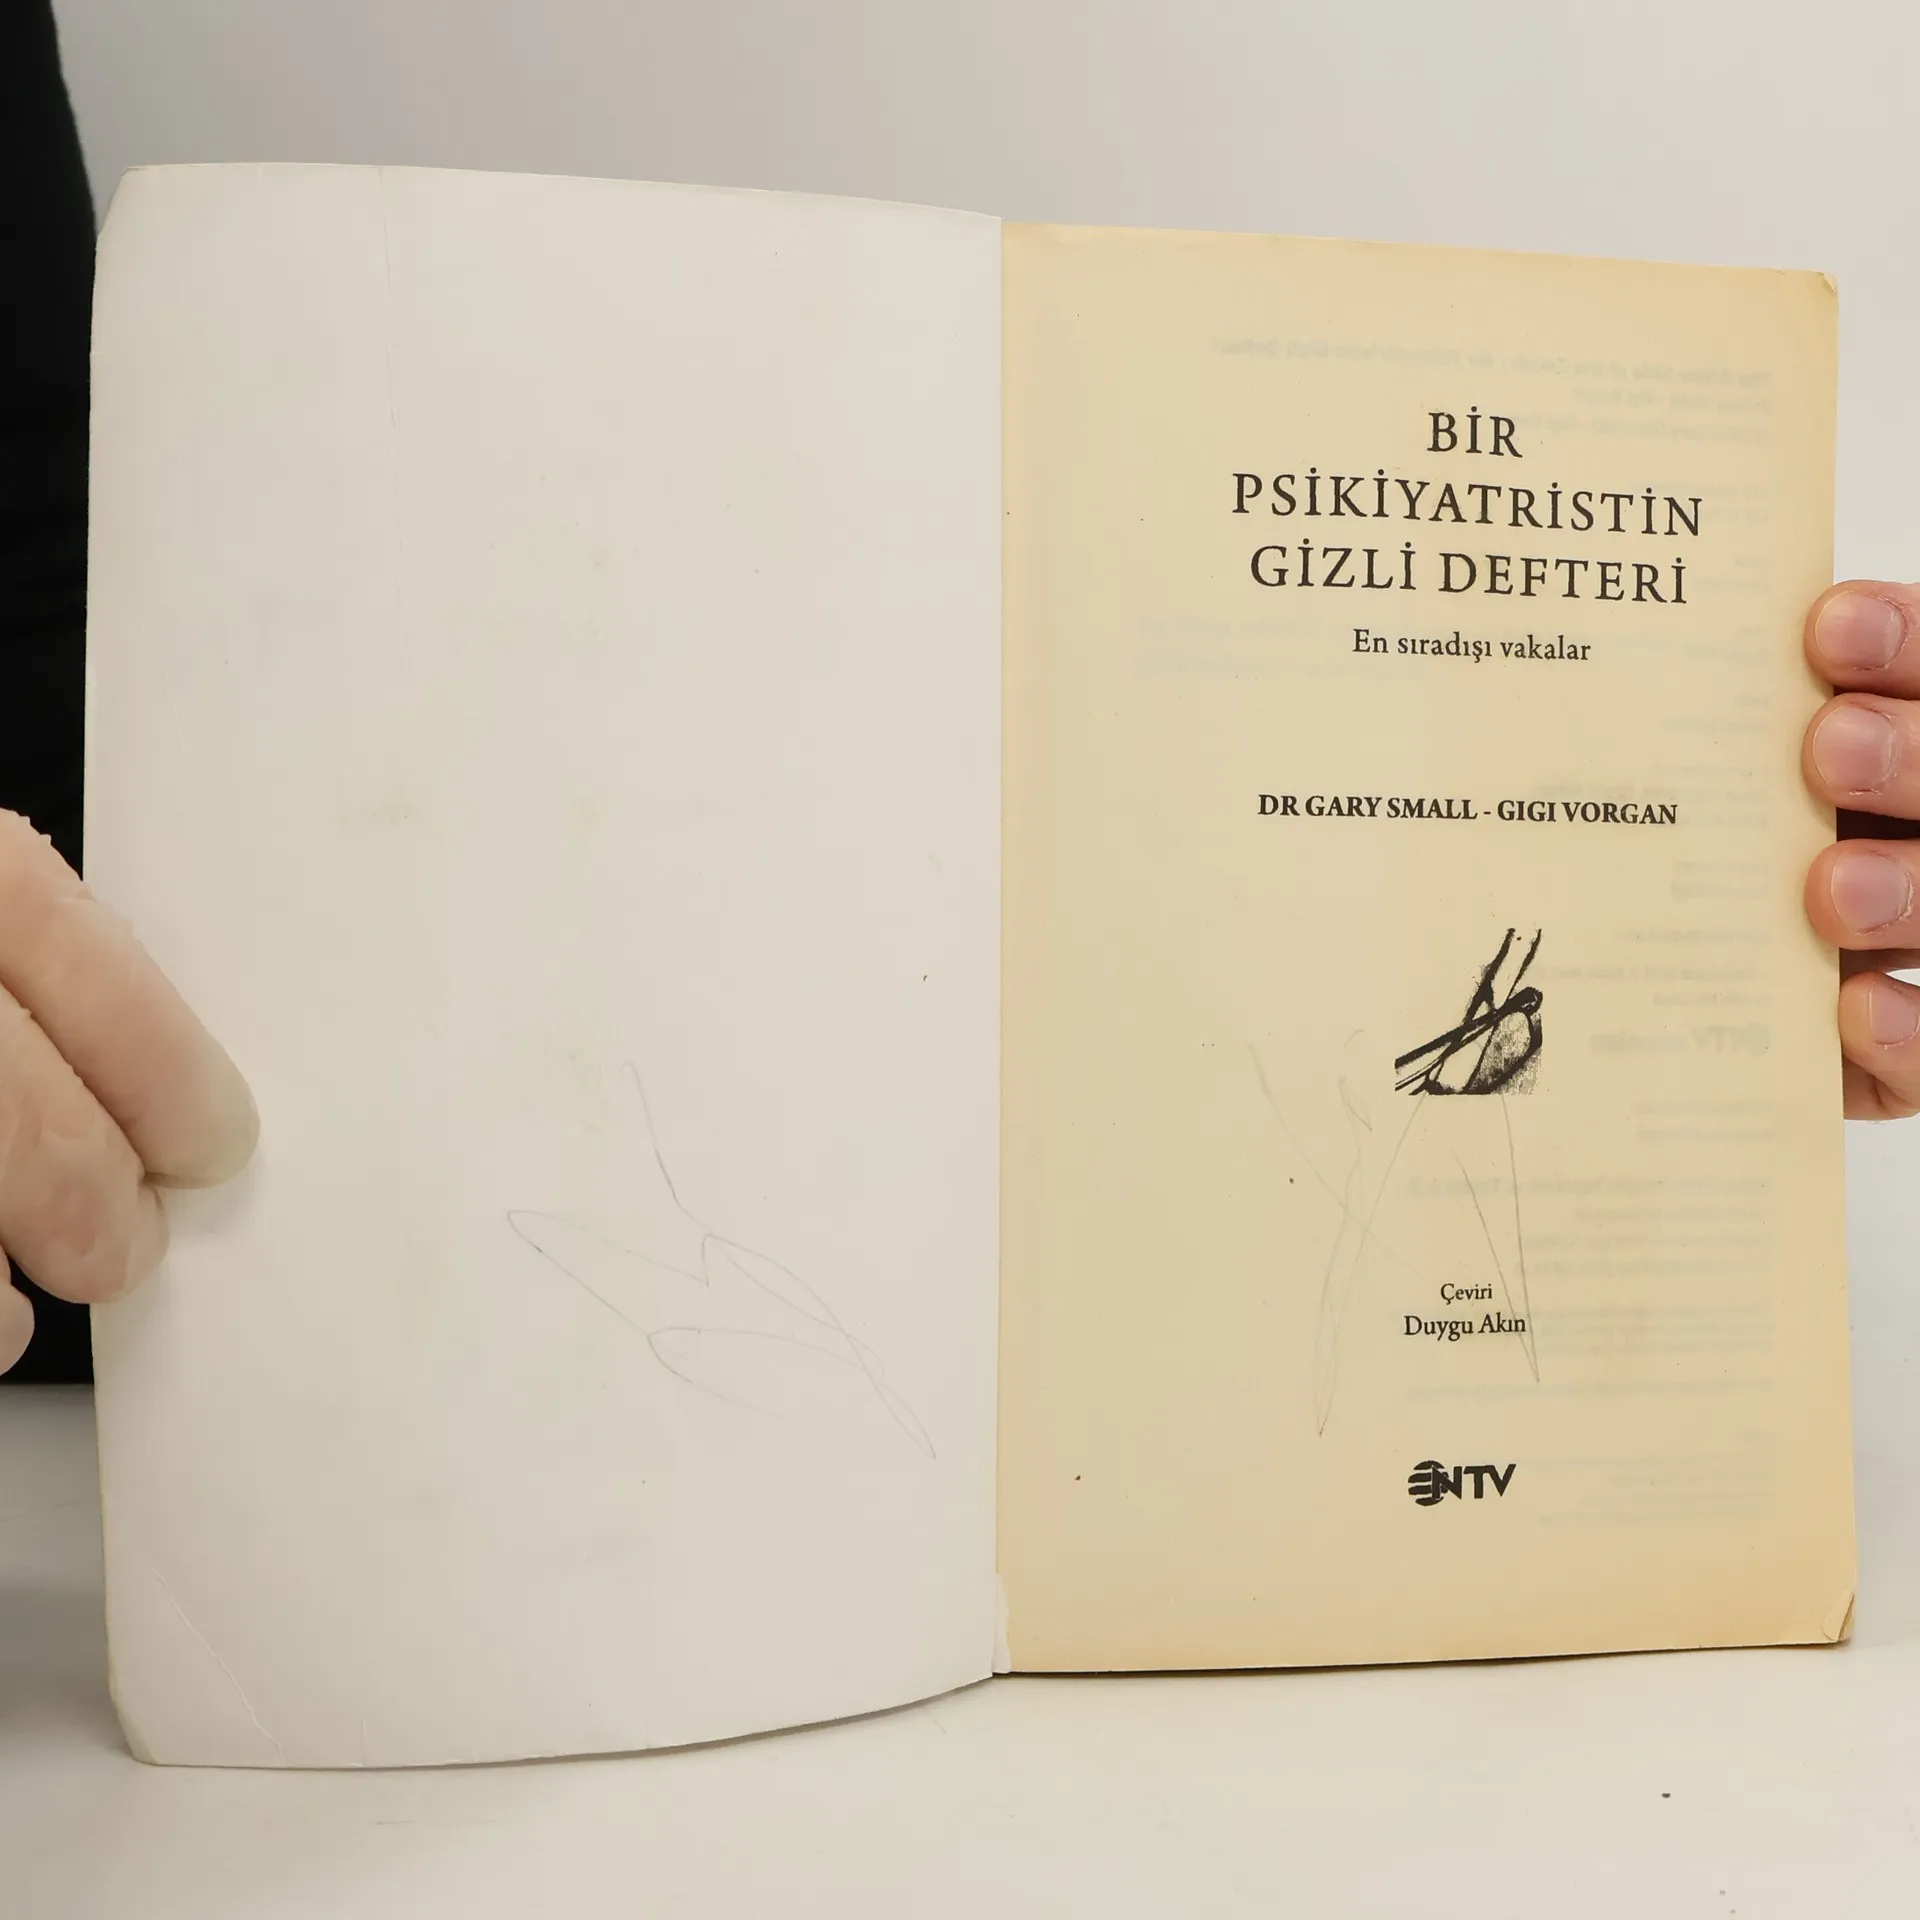 BİR
PSİKİYATRİSTİN
GİZLİ DEFTERİ
En sıradışı vakalar
DR GARY SMALL - GIGI VORGAN
Çeviri
Duygu Akın
NTV